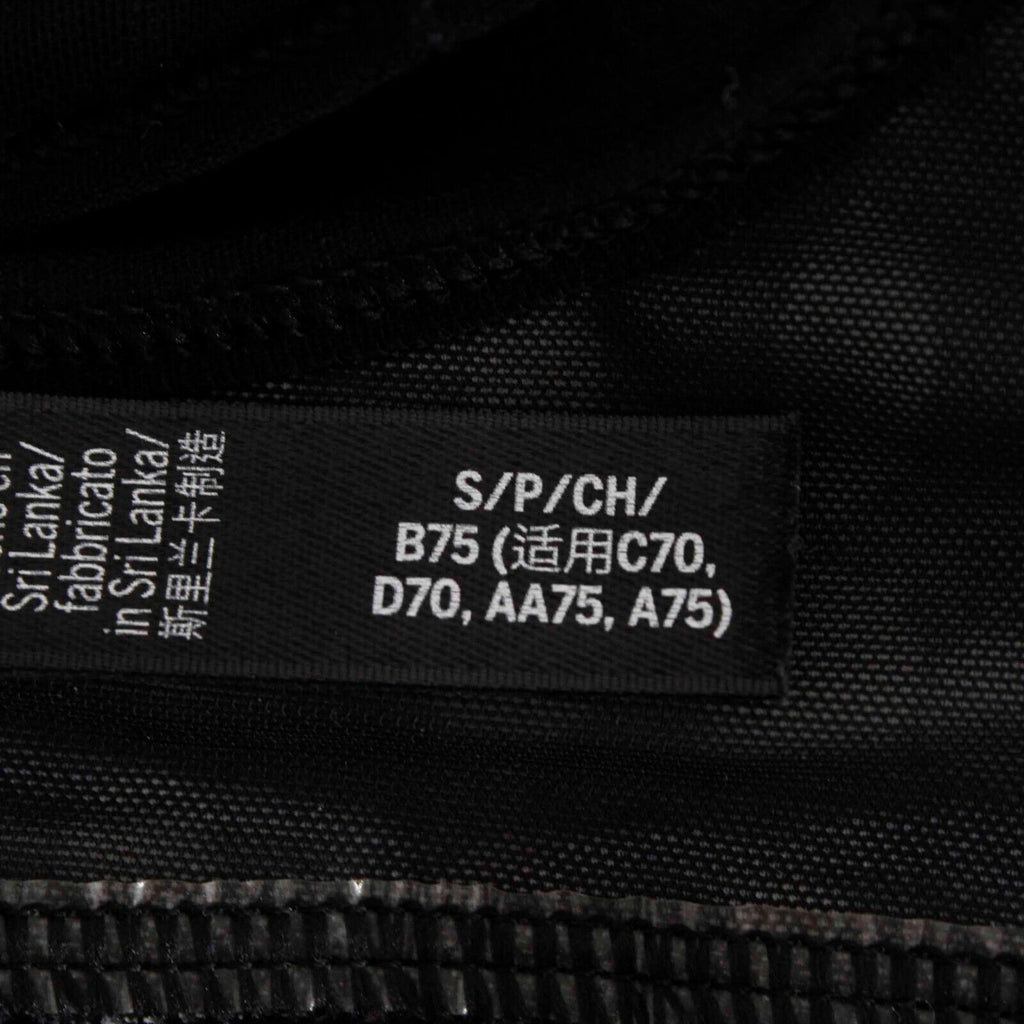 Sri Lanka/
fabbricato
in Sri Lanka/
斯里兰卡制造
S/P/CH/
B75 (适用C70,
D70, AA75, A75)